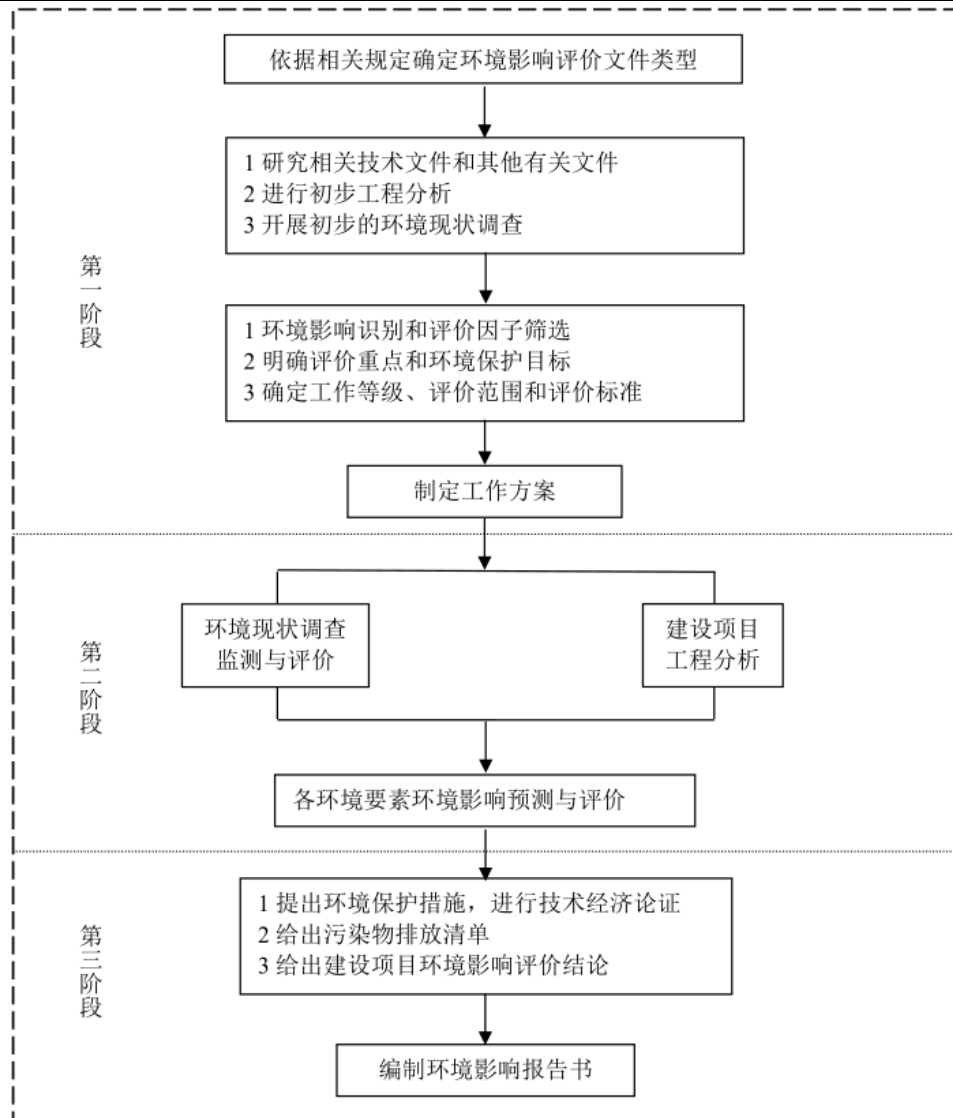 依据相关规定确定环境影响评价文件类型
1 研究相关技术文件和其他有关文件
2 进行初步工程分析
3 开展初步的环境现状调查
第一阶段
1 环境影响识别和评价因子筛选
2 明确评价重点和环境保护目标
3 确定工作等级、评价范围和评价标准
制定工作方案
环境现状调查
监测与评价
建设项目
工程分析
第二阶段
各环境要素环境影响预测与评价
1 提出环境保护措施，进行技术经济论证
2 给出污染物排放清单
3 给出建设项目环境影响评价结论
第三阶段
编制环境影响报告书